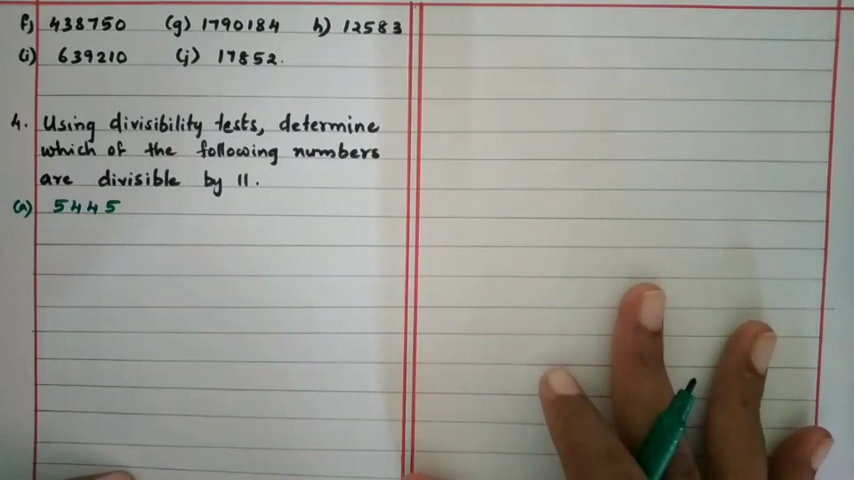 f) 438750 (g) 1790184 h) 12583
(i) 639210 (j) 17852.
4. Using divisibility tests, determine
which of the following numbers
are divisible by 11.
(a) 5445